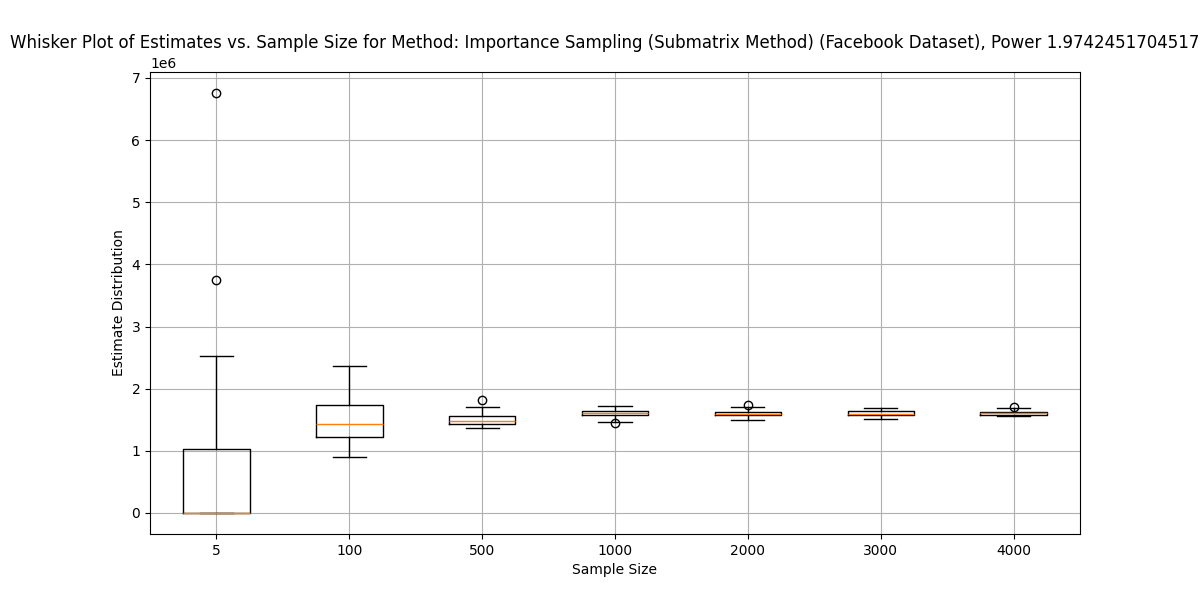 Whisker Plot of Estimates vs. Sample Size for Method: Importance Sampling (Submatrix Method) (Facebook Dataset), Power 1.9742451704517
1e6
7
6
5
4
3
2
1
0
Estimate Distribution
5 100 500 1000 2000 3000 4000
Sample Size